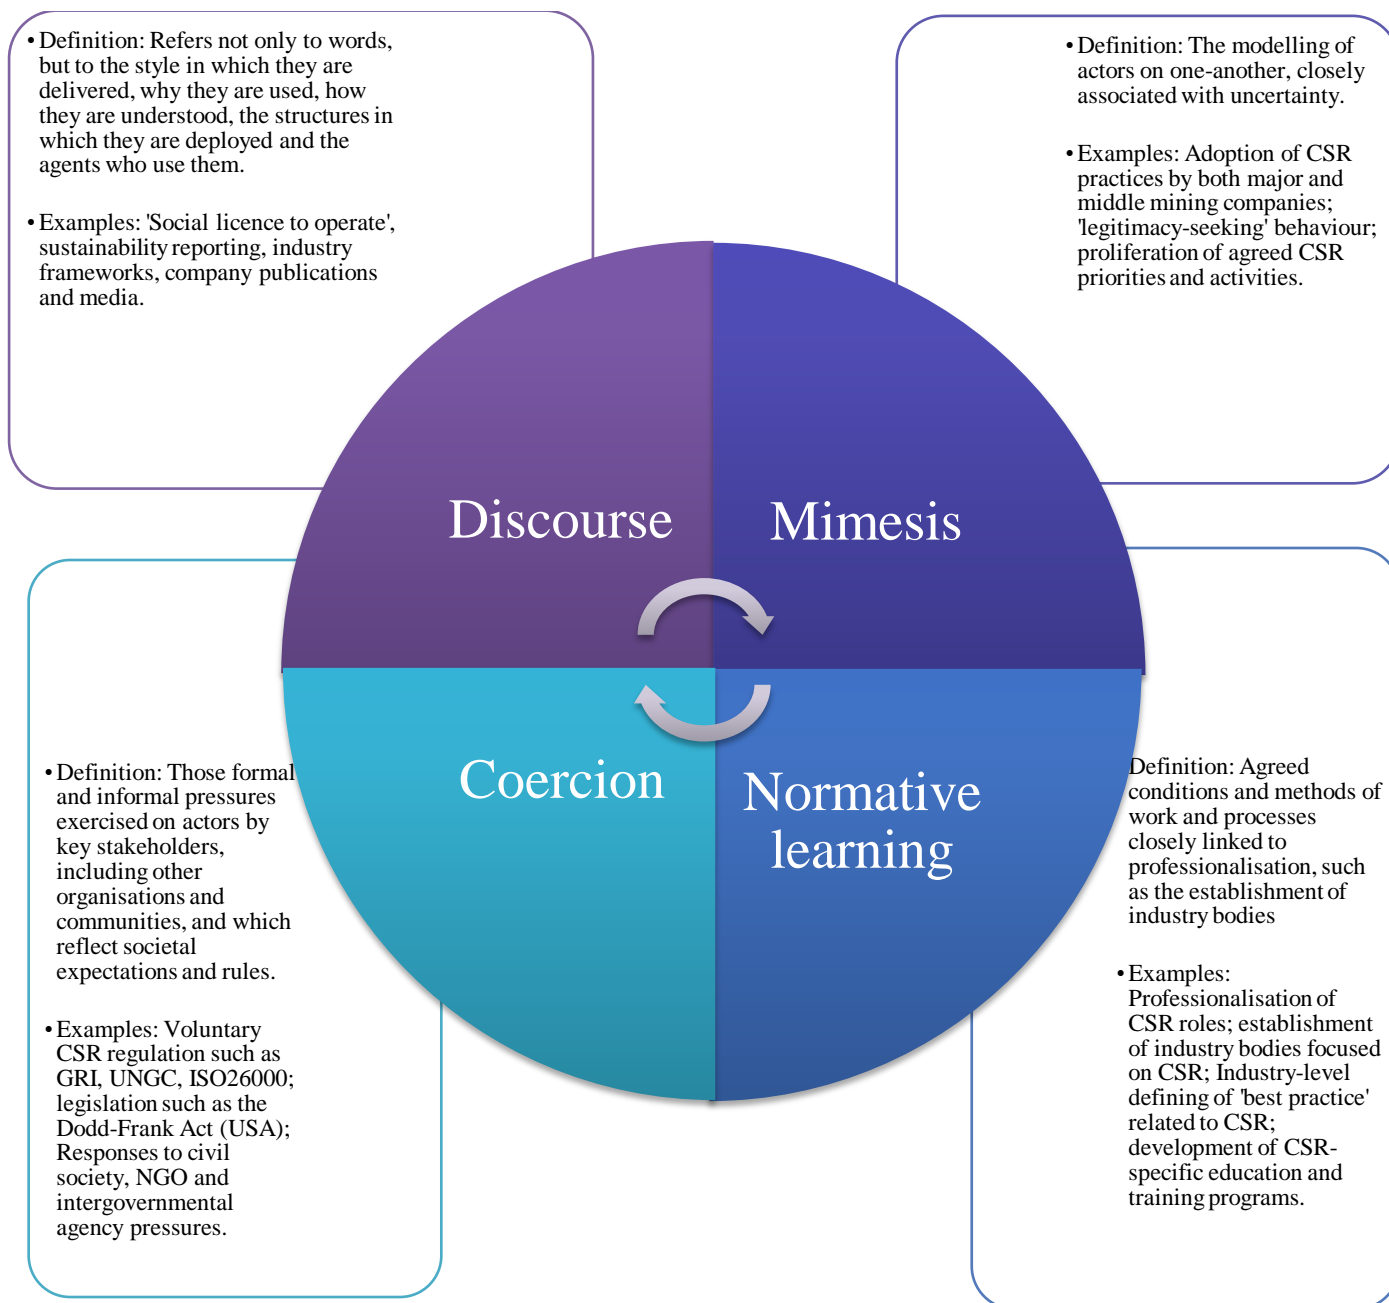 • Definition: Refers not only to words,
but to the style in which they are
delivered, why they are used, how
they are understood, the structures in
which they are deployed and the
agents who use them.
• Examples: 'Social licence to operate',
sustainability reporting, industry
frameworks, company publications
and media.
• Definition: The modelling of
actors on one-another, closely
associated with uncertainty.
• Examples: Adoption of CSR
practices by both major and
middle mining companies;
'legitimacy-seeking' behaviour;
proliferation of agreed CSR
priorities and activities.
Discourse
Mimesis
Coercion
Normative
learning
• Definition: Those formal
and informal pressures
exercised on actors by
key stakeholders,
including other
organisations and
communities, and which
reflect societal
expectations and rules.
• Examples: Voluntary
CSR regulation such as
GRI, UNGC, ISO26000;
legislation such as the
Dodd-Frank Act (USA);
Responses to civil
society, NGO and
intergovernmental
agency pressures.
Definition: Agreed
conditions and methods of
work and processes
closely linked to
professionalisation, such
as the establishment of
industry bodies
• Examples:
Professionalisation of
CSR roles; establishment
of industry bodies focused
on CSR; Industry-level
defining of 'best practice'
related to CSR;
development of CSR-
specific education and
training programs.